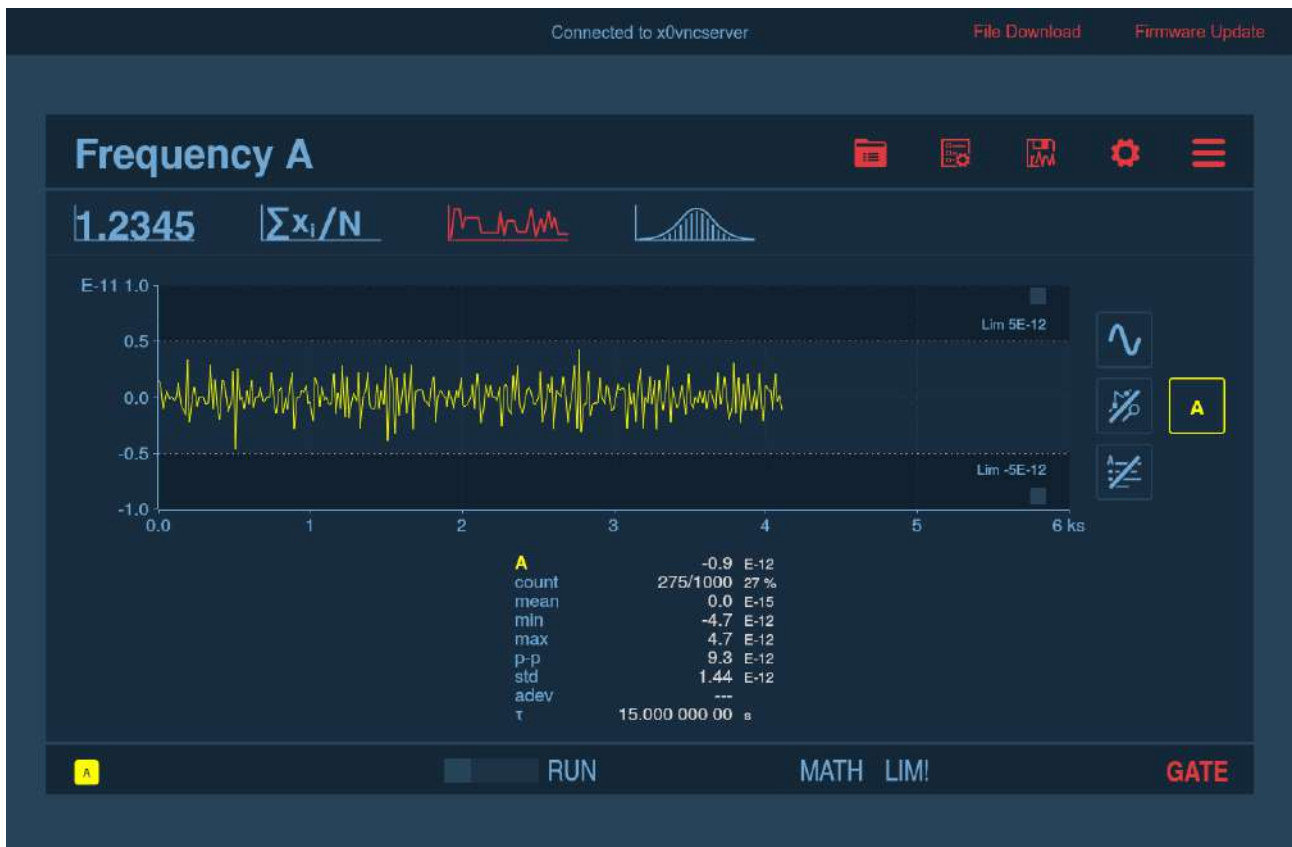 Connected to x0vncserver File Download Firmware Update
Frequency A
1.2345 ∑xᵢ/N
E-11 1.0
Lim 5E-12
0.5
0.0
A
-0.5
Lim -5E-12
-1.0
0.0 1 2 3 4 5 6 ks
A -0.9 E-12
count 275/1000 27 %
mean 0.0 E-15
min -4.7 E-12
max 4.7 E-12
p-p 9.3 E-12
std 1.44 E-12
adev ---
τ 15.000 000 00 s
A RUN MATH LIM! GATE